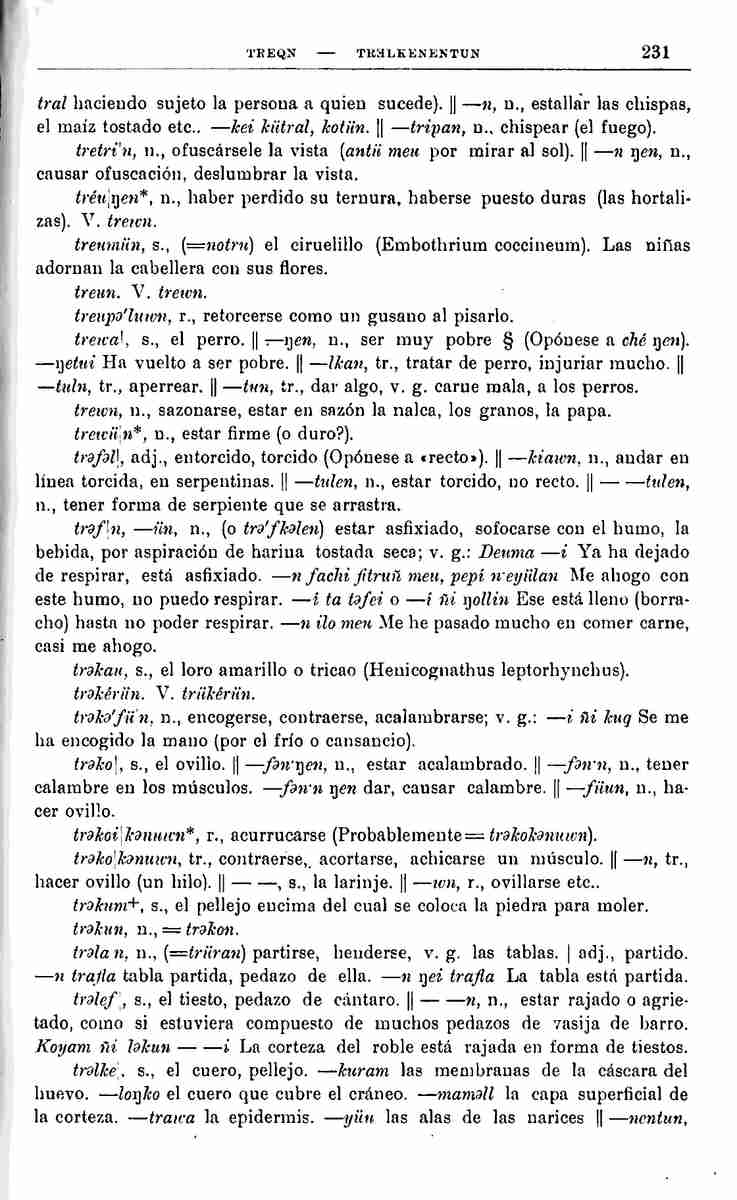 TREQN — TRƏLKENENTUN 231
tral haciendo sujeto la persona a quien sucede). || —n, n., estallar las chispas,
el maíz tostado etc.. —kei kütral, kotün. || —tripan, n., chispear (el fuego).
tretri'n, n., ofuscársele la vista (antü meu por mirar al sol). || —n ŋen, n.,
causar ofuscación, deslumbrar la vista.
tréu¦ŋen*, n., haber perdido su ternura, haberse puesto duras (las hortali-
zas). V. trewn.
treumün, s., (=notru) el ciruelillo (Embothrium coccineum). Las niñas
adornan la cabellera con sus flores.
treun. V. trewn.
treupə'luwn, r., retorcerse como un gusano al pisarlo.
trewa¦, s., el perro. || —ŋen, n., ser muy pobre § (Opónese a ché ŋen).
—ŋetui Ha vuelto a ser pobre. || —lkan, tr., tratar de perro, injuriar mucho. ||
—tuln, tr., aperrear. || —tun, tr., dar algo, v. g. carne mala, a los perros.
trewn, n., sazonarse, estar en sazón la nalca, los granos, la papa.
trewü¦n*, n., estar firme (o duro?).
trəfəl¦, adj., entorcido, torcido (Opónese a «recto»). || —kiawn, n., andar en
línea torcida, en serpentinas. || —tulen, n., estar torcido, no recto. || — —tulen,
n., tener forma de serpiente que se arrastra.
trəf¦n, —ün, n., (o trə'fkəlen) estar asfixiado, sofocarse con el humo, la
bebida, por aspiración de harina tostada seca; v. g.: Deuma —i Ya ha dejado
de respirar, está asfixiado. —n fachi fitruñ meu, pepí n·eyülan Me ahogo con
este humo, no puedo respirar. —i ta təfei o —i ñi ŋollin Ese está lleno (borra-
cho) hasta no poder respirar. —n ilo meu Me he pasado mucho en comer carne,
casi me ahogo.
trəkau, s., el loro amarillo o tricao (Henicognathus leptorhynchus).
trəkérün. V. trükérün.
trəkə'fü¦n, n., encogerse, contraerse, acalambrarse; v. g.: —i ñi kuq Se me
ha encogido la mano (por el frío o cansancio).
trəko¦, s., el ovillo. || —fən·ŋen, n., estar acalambrado. || —fən·n, n., tener
calambre en los músculos. —fən·n ŋen dar, causar calambre. || —füun, n., ha-
cer ovillo.
trəkoi¦kənuwn*, r., acurrucarse (Probablemente = trəkokənuwn).
trəko¦kənuwn, tr., contraerse, acortarse, achicarse un músculo. || —n, tr.,
hacer ovillo (un hilo). || — —, s., la larinje. || —wn, r., ovillarse etc..
trəkum+, s., el pellejo encima del cual se coloca la piedra para moler.
trəkun, n., = trəkon.
trəla n, n., (=trüran) partirse, henderse, v. g. las tablas. | adj., partido.
—n trafla tabla partida, pedazo de ella. —n ŋei trafla La tabla está partida.
trəlef¦, s., el tiesto, pedazo de cántaro. || — —n, n., estar rajado o agrie-
tado, como si estuviera compuesto de muchos pedazos de vasija de barro.
Koyam ñi ləkun — —i La corteza del roble está rajada en forma de tiestos.
trəlke¦, s., el cuero, pellejo. —kuram las membranas de la cáscara del
huevo. —loŋko el cuero que cubre el cráneo. —maməll la capa superficial de
la corteza. —trawa la epidermis. —yüu las alas de las narices || —nentun,